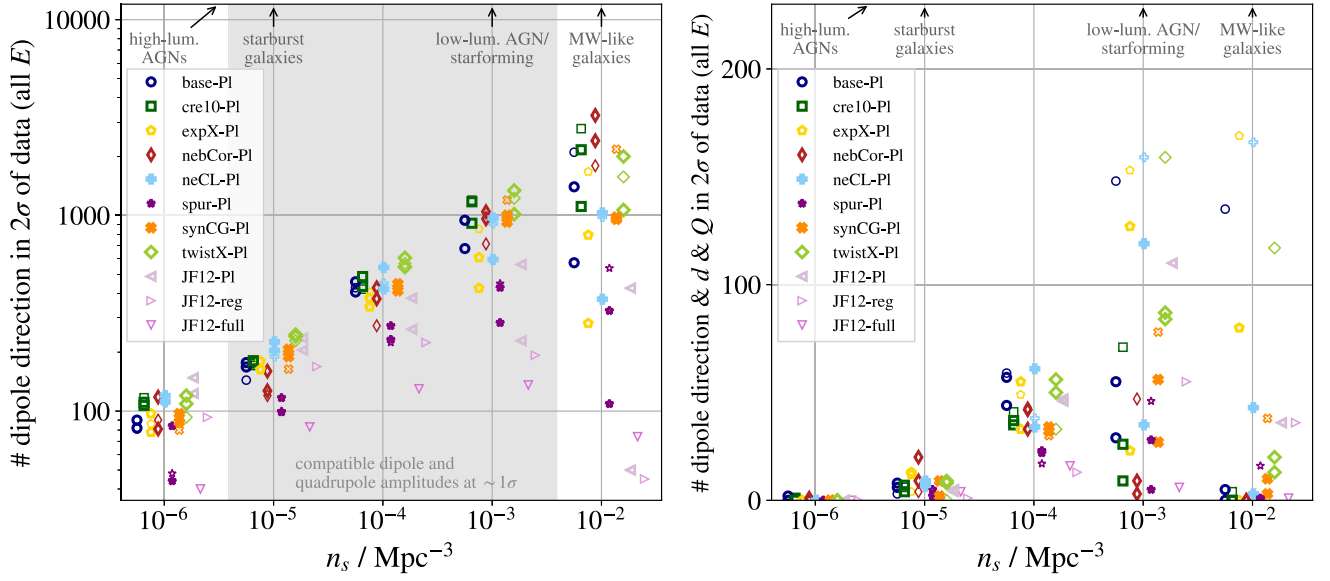 # dipole direction in 2σ of data (all E)
10000
1000
100
high-lum.
AGNs
starburst
galaxies
low-lum. AGN/
starforming
MW-like
galaxies
base-Pl
cre10-Pl
expX-Pl
nebCor-Pl
neCL-Pl
spur-Pl
synCG-Pl
twistX-Pl
JF12-Pl
JF12-reg
JF12-full
compatible dipole and
quadrupole amplitudes at ~ 1σ
10⁻⁶ 10⁻⁵ 10⁻⁴ 10⁻³ 10⁻²
nₛ / Mpc⁻³
# dipole direction & d & Q in 2σ of data (all E)
200
100
0
high-lum.
AGNs
starburst
galaxies
low-lum. AGN/
starforming
MW-like
galaxies
base-Pl
cre10-Pl
expX-Pl
nebCor-Pl
neCL-Pl
spur-Pl
synCG-Pl
twistX-Pl
JF12-Pl
JF12-reg
JF12-full
10⁻⁶ 10⁻⁵ 10⁻⁴ 10⁻³ 10⁻²
nₛ / Mpc⁻³